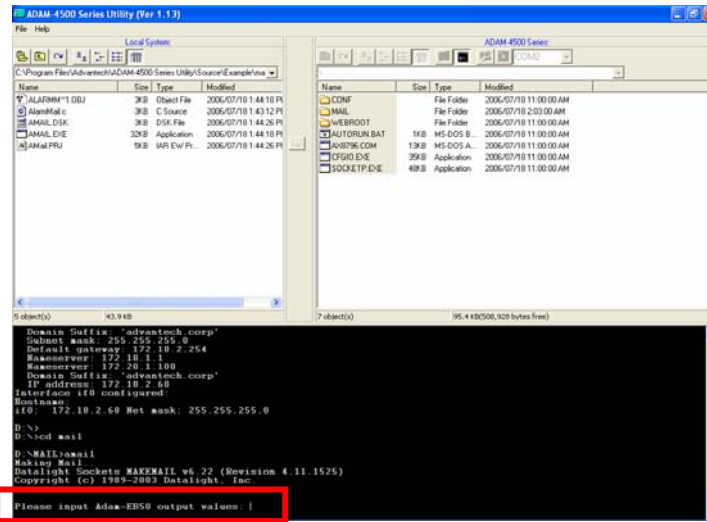 ADAM-4500 Series Utility (Ver 1.13)
File Help
Local System:
ADAM-4500 Series:
COM2
C:\Program Files\Advantech\ADAM-4500 Series Utility\Source\Example\ma
\
Name Size Type Modified
ALARMM~1.OBJ 3KB Object File 2006/07/18 1:44:18 P
AlarmMail.c 3KB C Source 2006/07/18 1:43:12 P
AMAIL.DSK 3KB DSK File 2006/07/18 1:44:26 P
AMAIL.EXE 32KB Application 2006/07/18 1:44:18 P
AMail.PRJ 5KB IAR EW Pr... 2006/07/18 1:44:26 P
Name Size Type Modified
CONF File Folder 2006/07/18 11:00:00 AM
MAIL File Folder 2006/07/18 2:03:00 AM
WEBROOT File Folder 2006/07/18 11:00:00 AM
AUTORUN.BAT 1KB MS-DOS B... 2006/07/18 11:00:00 AM
AX8796.COM 13KB MS-DOS A... 2006/07/18 11:00:00 AM
CFGIO.EXE 35KB Application 2006/07/18 11:00:00 AM
SOCKETP.EXE 48KB Application 2006/07/18 11:00:00 AM
5 object(s) 43.9 KB
7 object(s) 95.4 KB(508,928 bytes free)
Domain Suffix: 'advantech.corp'
Subnet mask: 255.255.255.0
Default gateway: 172.18.2.254
Nameserver: 172.18.1.1
Nameserver: 172.20.1.100
Domain Suffix: 'advantech.corp'
IP address: 172.18.2.60
Interface if0 configured:
Hostname:
if0: 172.18.2.60 Net mask: 255.255.255.0
D:\>
D:\>cd mail
D:\MAIL>amail
Making Mail..
Datalight Sockets MAKEMAIL v6.22 (Revision 4.11.1525)
Copyright (c) 1989-2003 Datalight, Inc.
Please input Adam-EB50 output values: